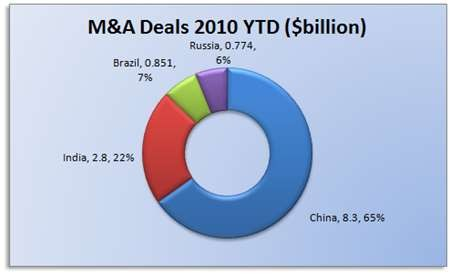 M&A Deals 2010 YTD ($billion)
Russia, 0.774,
6%
Brazil, 0.851,
7%
India, 2.8, 22%
China, 8.3, 65%